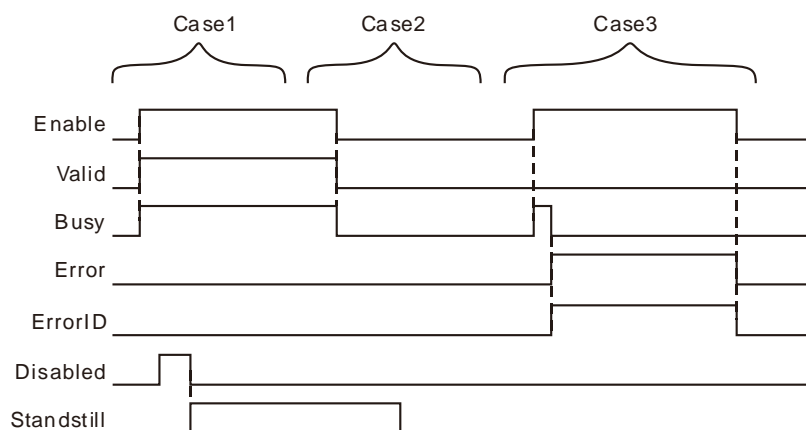 Case1 Case2 Case3
Enable
Valid
Busy
Error
ErrorID
Disabled
Standstill